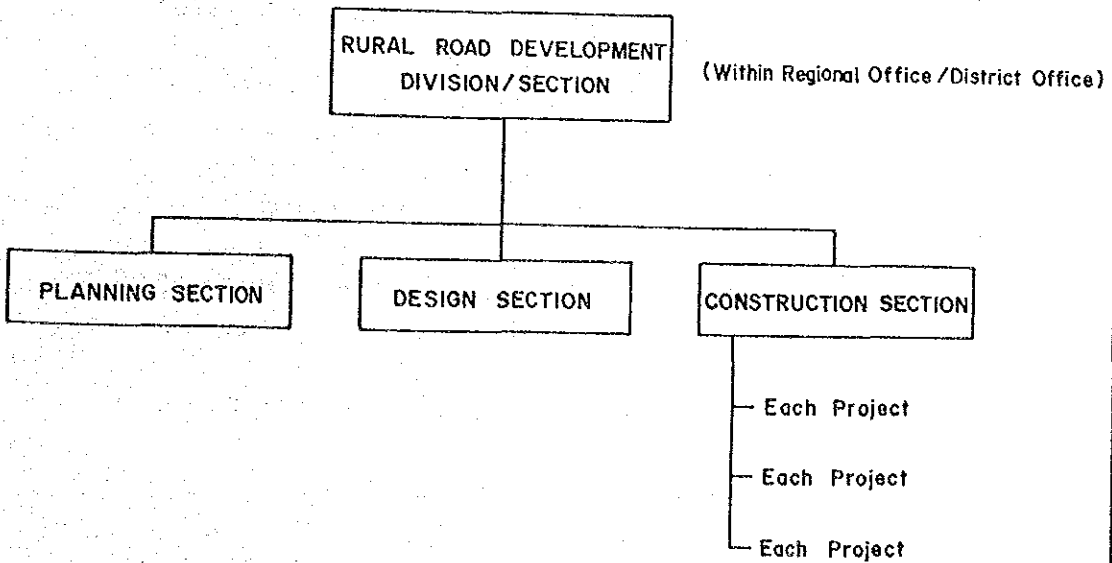 RURAL ROAD DEVELOPMENT
DIVISION/SECTION
(Within Regional Office/District Office)
PLANNING SECTION
DESIGN SECTION
CONSTRUCTION SECTION
Each Project
Each Project
Each Project